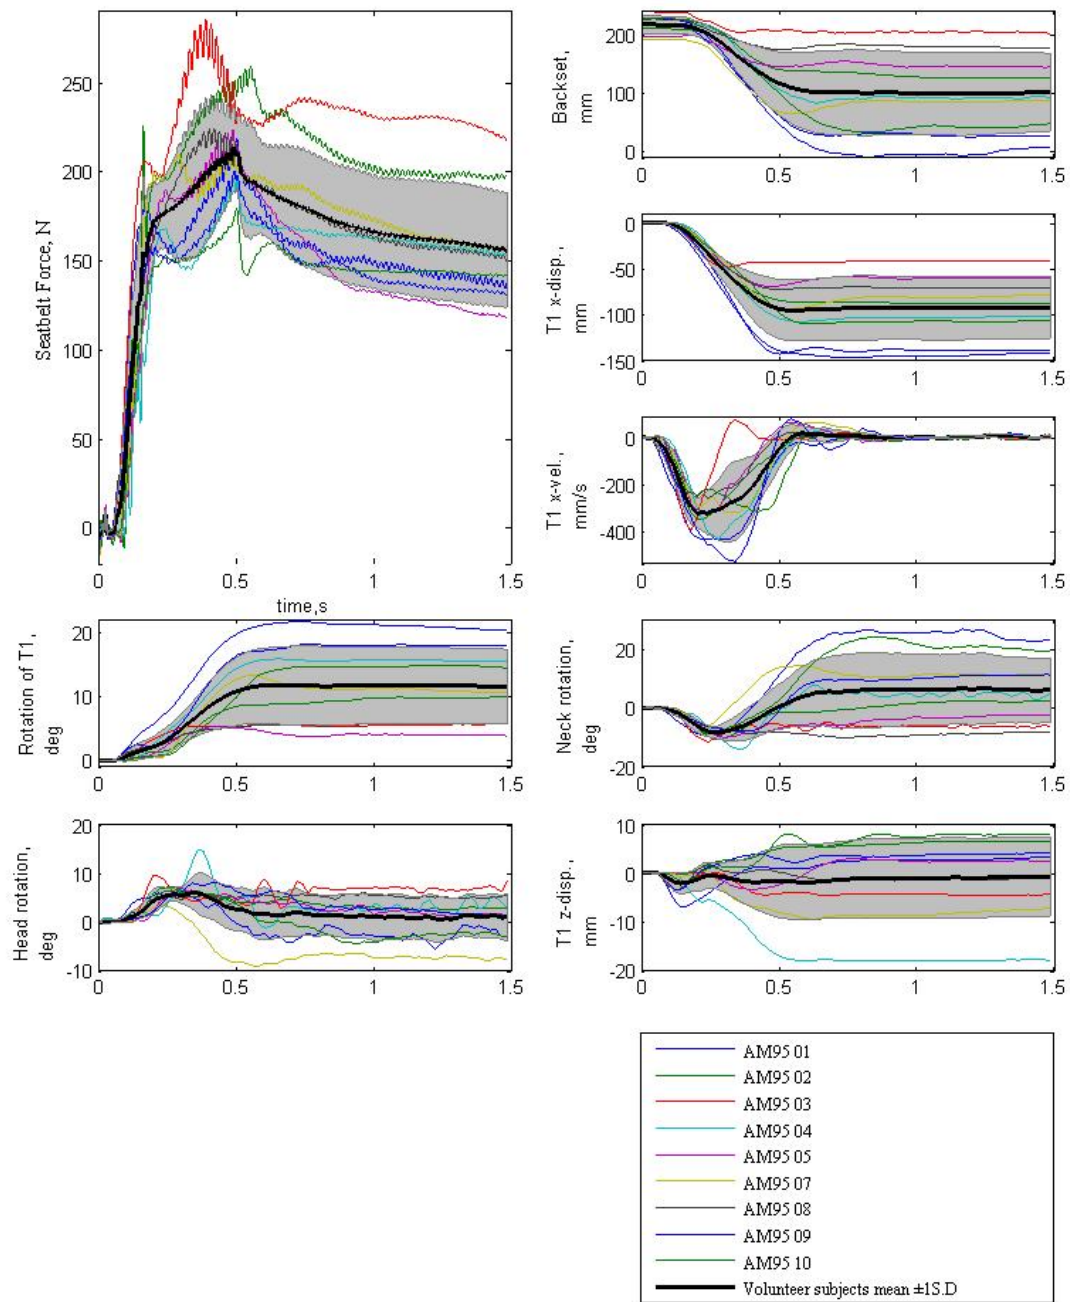 Seatbelt Force, N
250
200
150
100
50
0
0 0.5 1 1.5
time,s
Backset,
mm
200
100
0
0 0.5 1 1.5
T1 x-disp.,
mm
0
-50
-100
-150
0 0.5 1 1.5
T1 x-vel.,
mm/s
0
-200
-400
0 0.5 1 1.5
Rotation of T1,
deg
20
10
0
0 0.5 1 1.5
Neck rotation,
deg
20
0
-20
0 0.5 1 1.5
Head rotation,
deg
20
10
0
-10
0 0.5 1 1.5
T1 z-disp.,
mm
10
0
-10
-20
0 0.5 1 1.5
AM95 01
AM95 02
AM95 03
AM95 04
AM95 05
AM95 07
AM95 08
AM95 09
AM95 10
Volunteer subjects mean ±1S.D